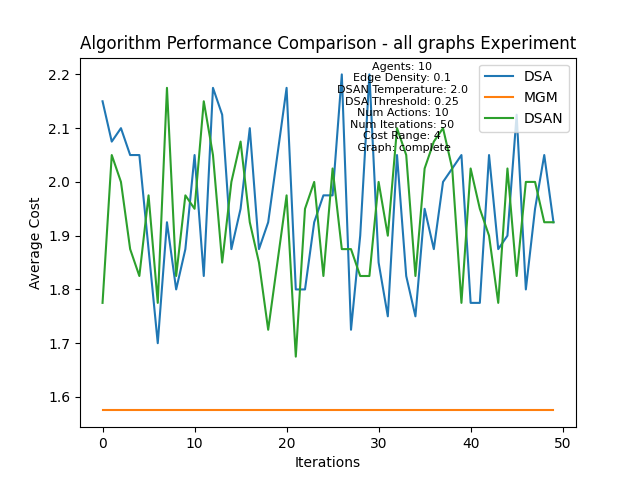 Algorithm Performance Comparison - all graphs Experiment
Agents: 10
Edge Density: 0.1
DSAN Temperature: 2.0
DSA Threshold: 0.25
Num Actions: 10
Num Iterations: 50
Cost Range: 4
Graph: complete
DSA
MGM
DSAN
Average Cost
2.2
2.1
2.0
1.9
1.8
1.7
1.6
0 10 20 30 40 50
Iterations